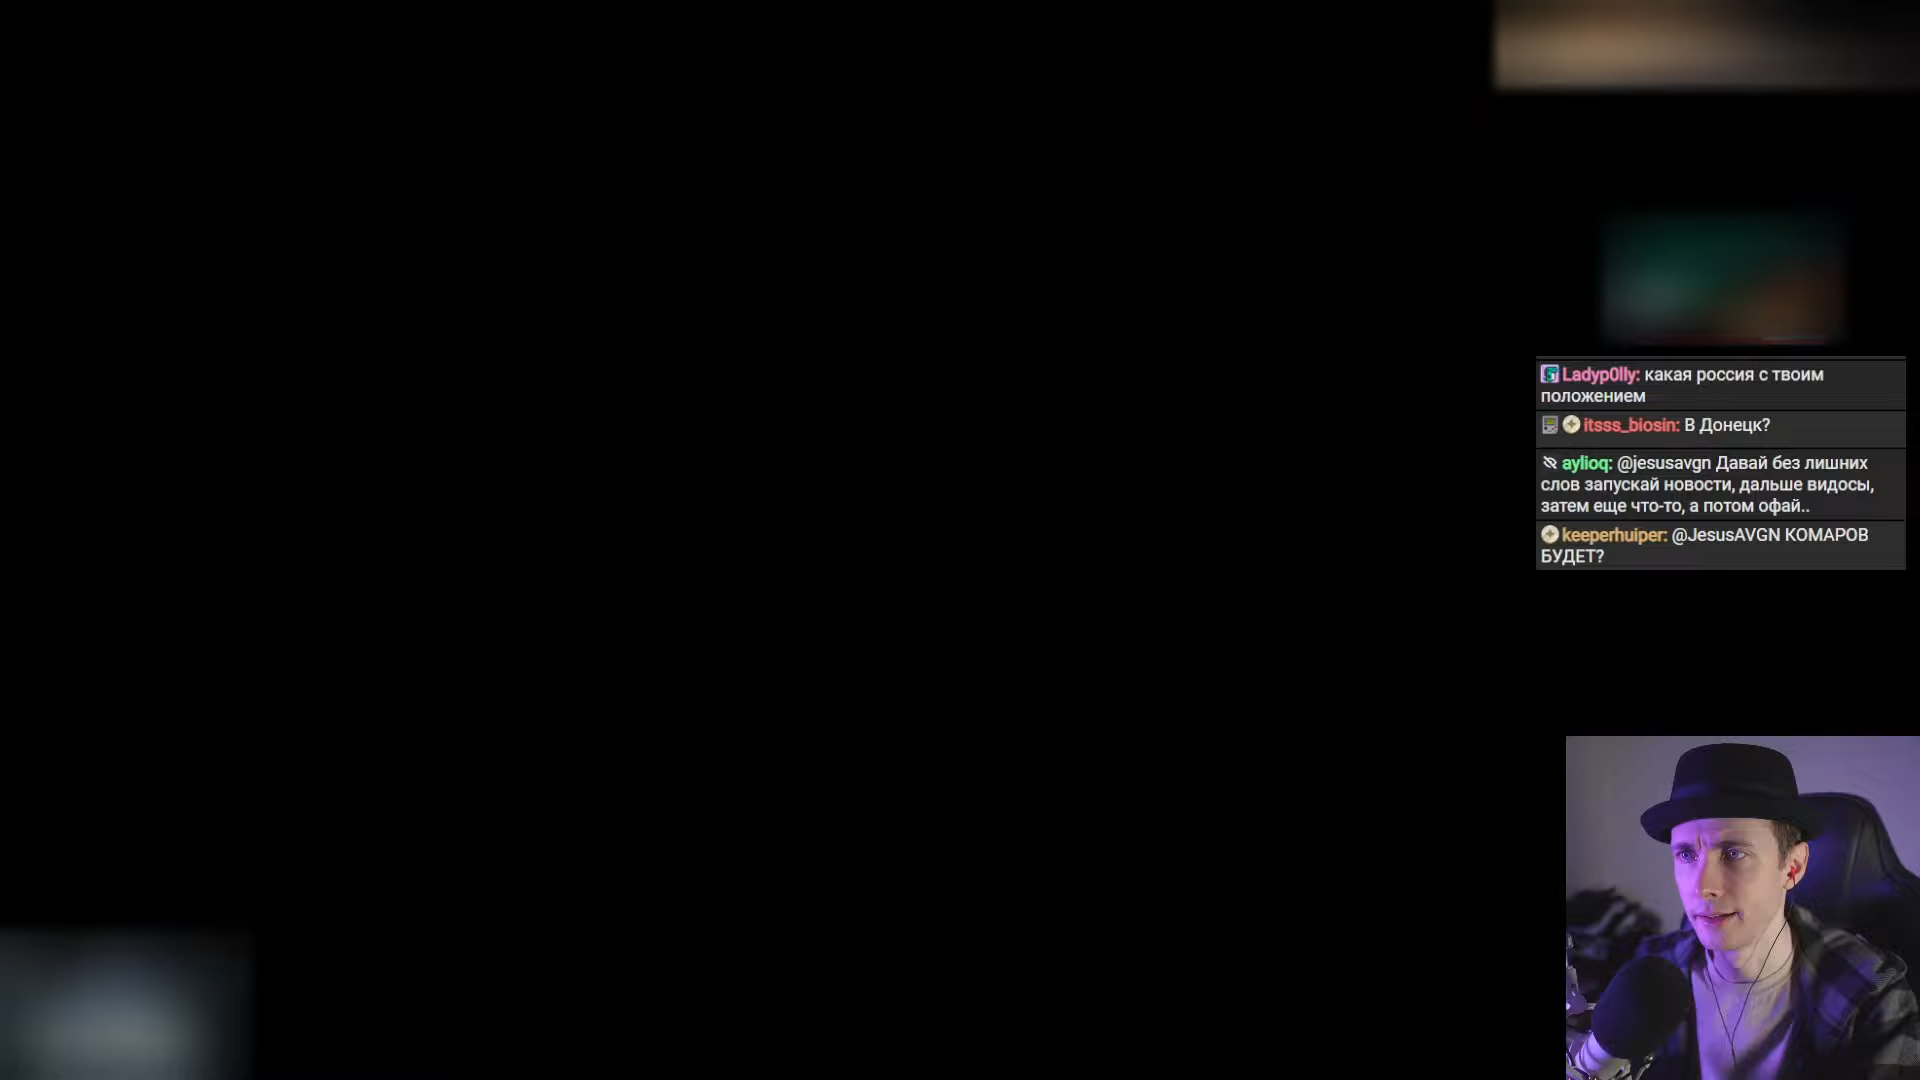 Ladyp0lly: какая россия с твоим
положением
itsss_biosin: В Донецк?
aylioq: @jesusavgn Давай без лишних
слов запускай новости, дальше видосы,
затем еще что-то, а потом офай..
keeperhuiper: @JesusAVGN КОМАРОВ
БУДЕТ?